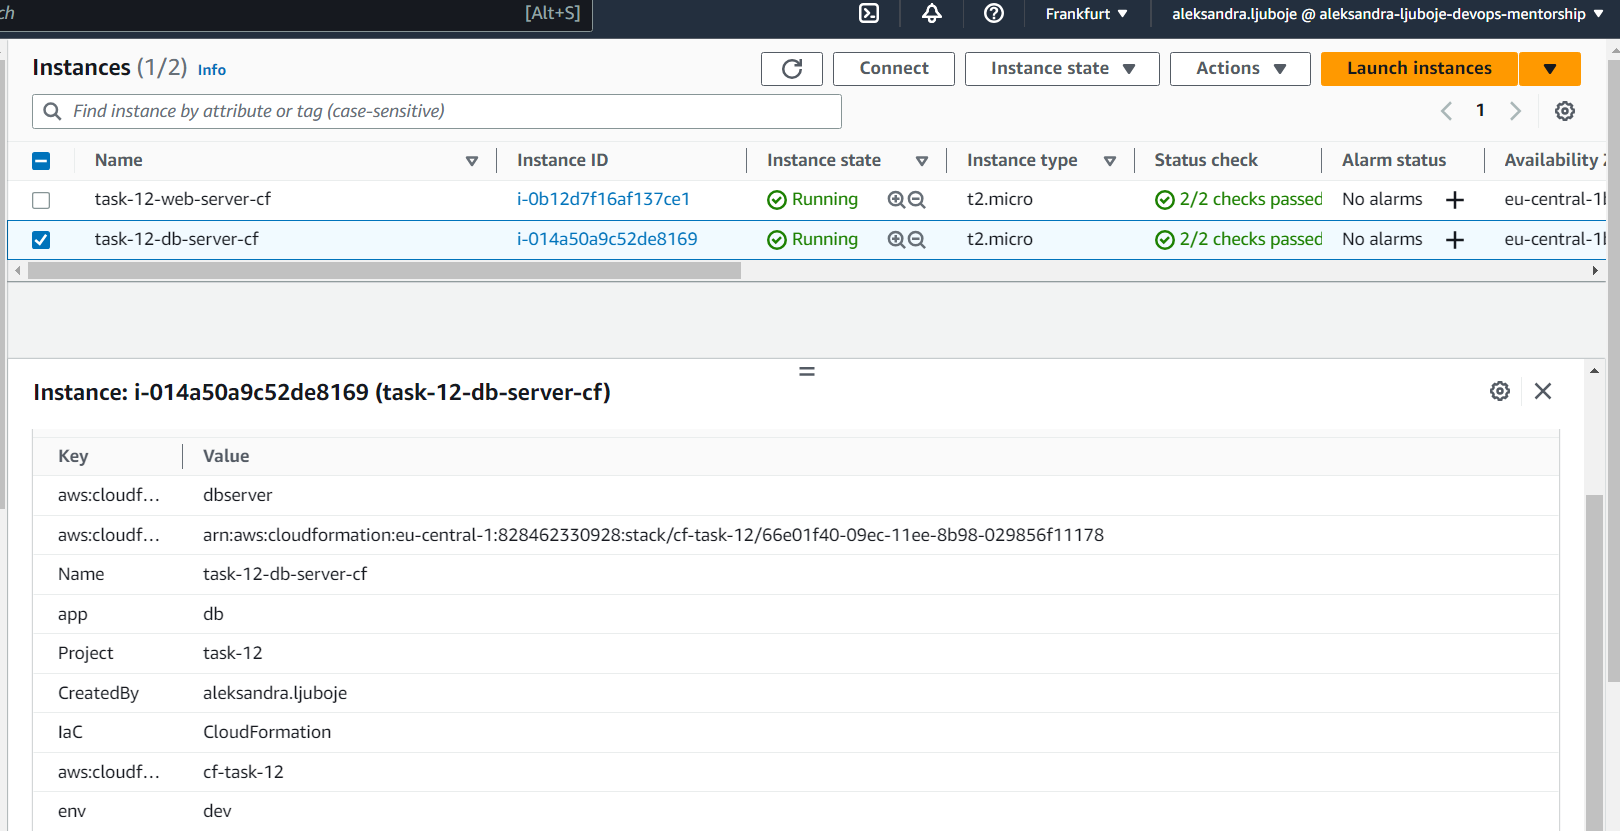 ch [Alt+S] Frankfurt ▼ aleksandra.ljuboje @ aleksandra-ljuboje-devops-mentorship ▼
Instances (1/2) Info Connect Instance state ▼ Actions ▼ Launch instances ▼
Find instance by attribute or tag (case-sensitive) 1
Name Instance ID Instance state Instance type Status check Alarm status Availability
task-12-web-server-cf i-0b12d7f16af137ce1 Running t2.micro 2/2 checks passed No alarms + eu-central-1b
task-12-db-server-cf i-014a50a9c52de8169 Running t2.micro 2/2 checks passed No alarms + eu-central-1b
Instance: i-014a50a9c52de8169 (task-12-db-server-cf)
Key Value
aws:cloudf... dbserver
aws:cloudf... arn:aws:cloudformation:eu-central-1:828462330928:stack/cf-task-12/66e01f40-09ec-11ee-8b98-029856f11178
Name task-12-db-server-cf
app db
Project task-12
CreatedBy aleksandra.ljuboje
IaC CloudFormation
aws:cloudf... cf-task-12
env dev